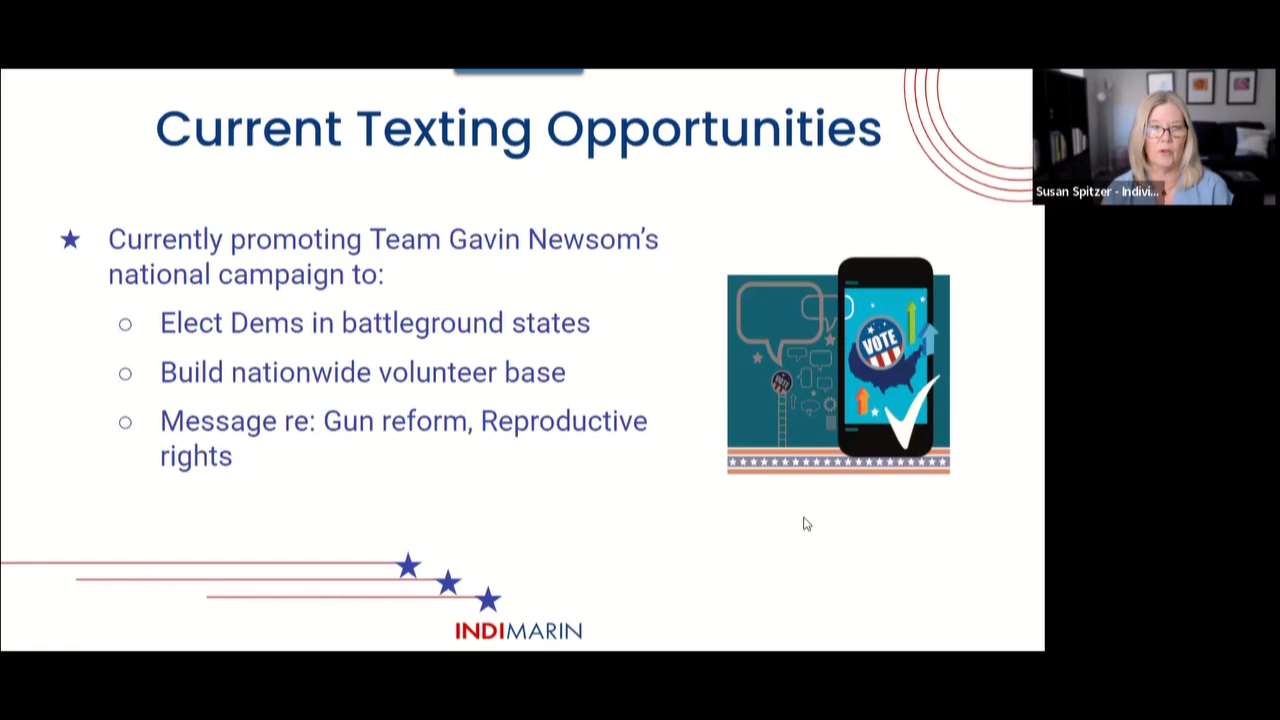 Current Texting Opportunities
Susan Spitzer - Indivi...
Currently promoting Team Gavin Newsom’s
national campaign to:
Elect Dems in battleground states
Build nationwide volunteer base
Message re: Gun reform, Reproductive
rights
VOTE
VOTE
INDIMARIN